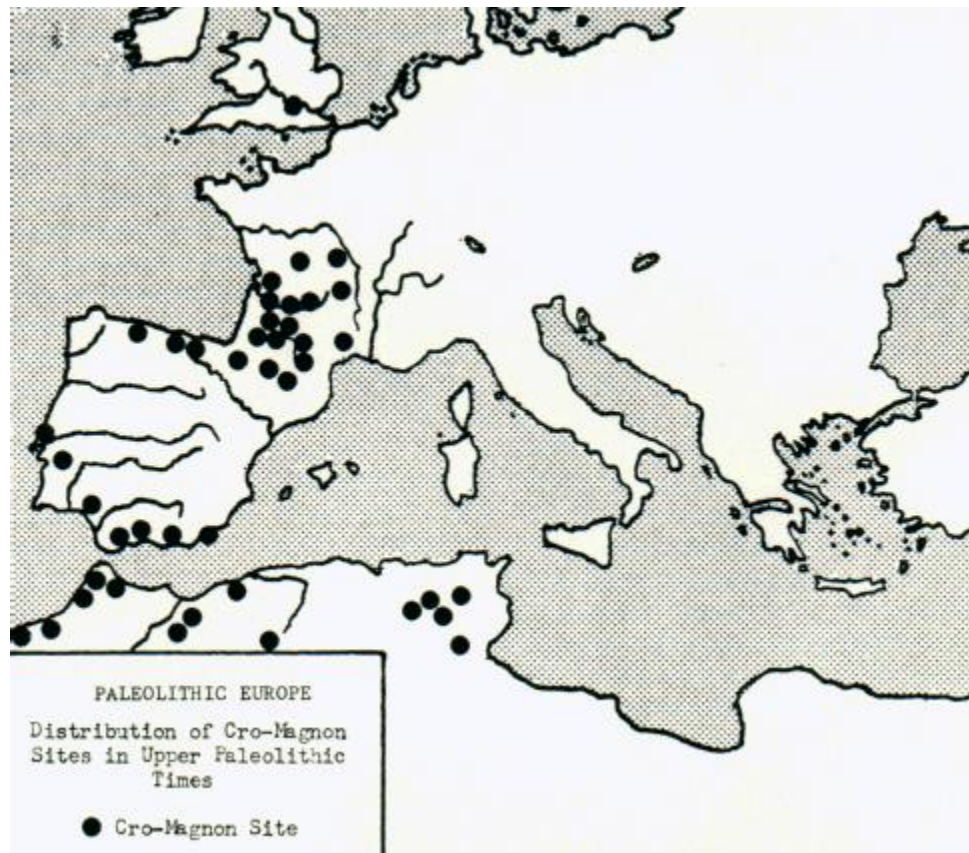 PALEOLITHIC EUROPE
Distribution of Cro-Magnon
Sites in Upper Paleolithic
Times
Cro-Magnon Site